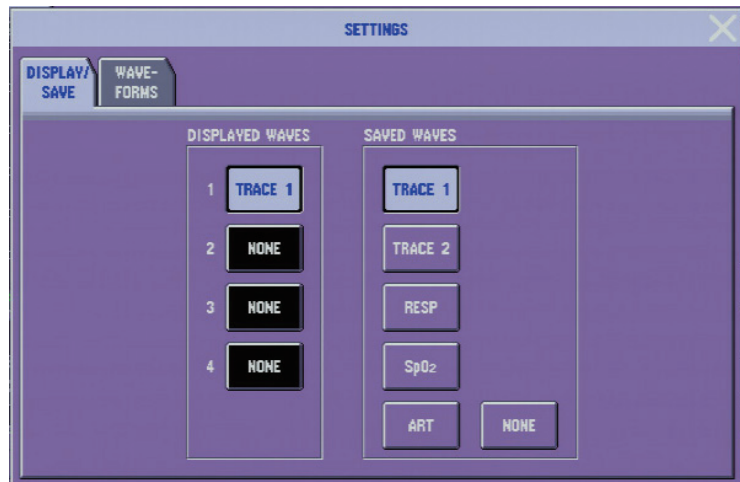 SETTINGS
DISPLAY/
SAVE
WAVE-
FORMS
DISPLAYED WAVES
SAVED WAVES
1 TRACE 1
TRACE 1
2 NONE
TRACE 2
3 NONE
RESP
4 NONE
SpO₂
ART
NONE